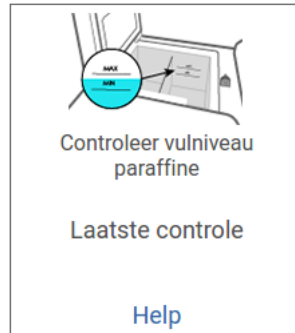 MAX
MIN
Controleer vulniveau
paraffine
Laatste controle
Help